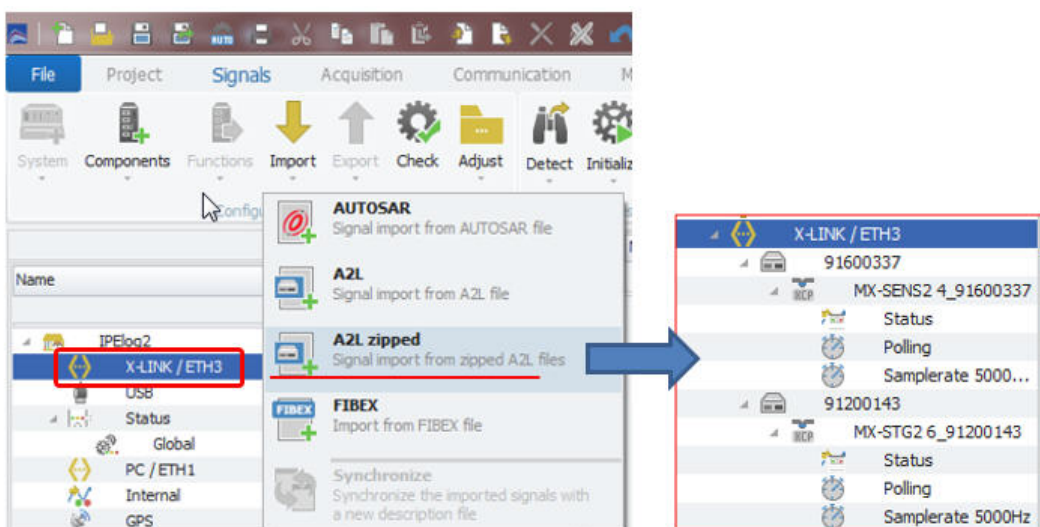 AUTO
File Project Signals Acquisition Communication
System Components Functions Import Export Check Adjust Detect Initializ
Config
AUTOSAR
Signal import from AUTOSAR file
A2L
Signal import from A2L file
A2L zipped
Signal import from zipped A2L files
FIBEX
FIBEX
Import from FIBEX file
Synchronize
Synchronize the imported signals with
a new description file
Name
IPElog2
X-LINK / ETH3
USB
Status
Global
PC / ETH1
Internal
GPS
X-LINK / ETH3
91600337
XCP
MX-SENS2 4_91600337
Status
Polling
Samplerate 5000...
91200143
XCP
MX-STG2 6_91200143
Status
Polling
Samplerate 5000Hz